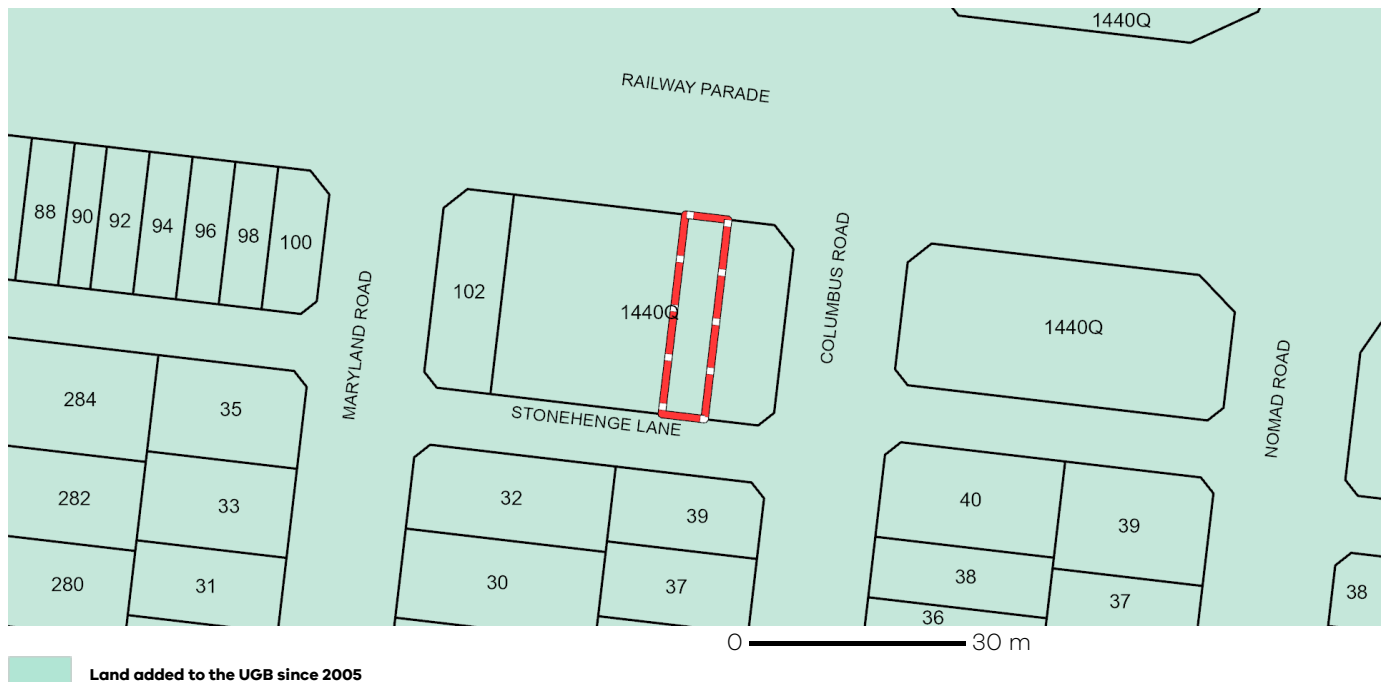 1440Q
RAILWAY PARADE
88
90
92
94
96
98
100
102
1440Q
1440Q
MARYLAND ROAD
COLUMBUS ROAD
NOMAD ROAD
STONEHENGE LANE
284
35
282
33
280
31
32
39
30
37
40
39
38
37
36
38
0
30 m
Land added to the UGB since 2005